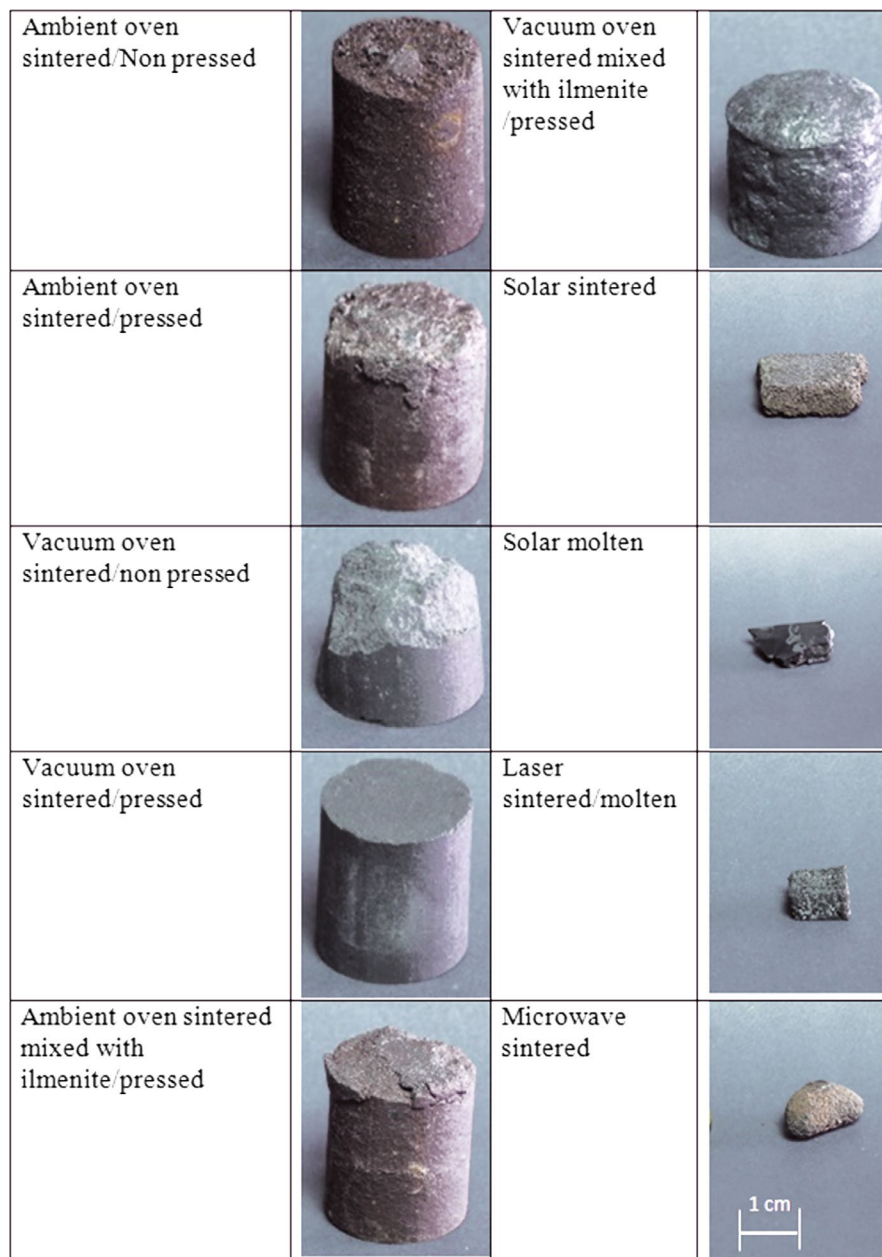 Ambient oven
sintered/Non pressed
Vacuum oven
sintered mixed
with ilmenite
/pressed
Ambient oven
sintered/pressed
Solar sintered
Vacuum oven
sintered/non pressed
Solar molten
Vacuum oven
sintered/pressed
Laser
sintered/molten
Ambient oven sintered
mixed with
ilmenite/pressed
Microwave
sintered
1 cm